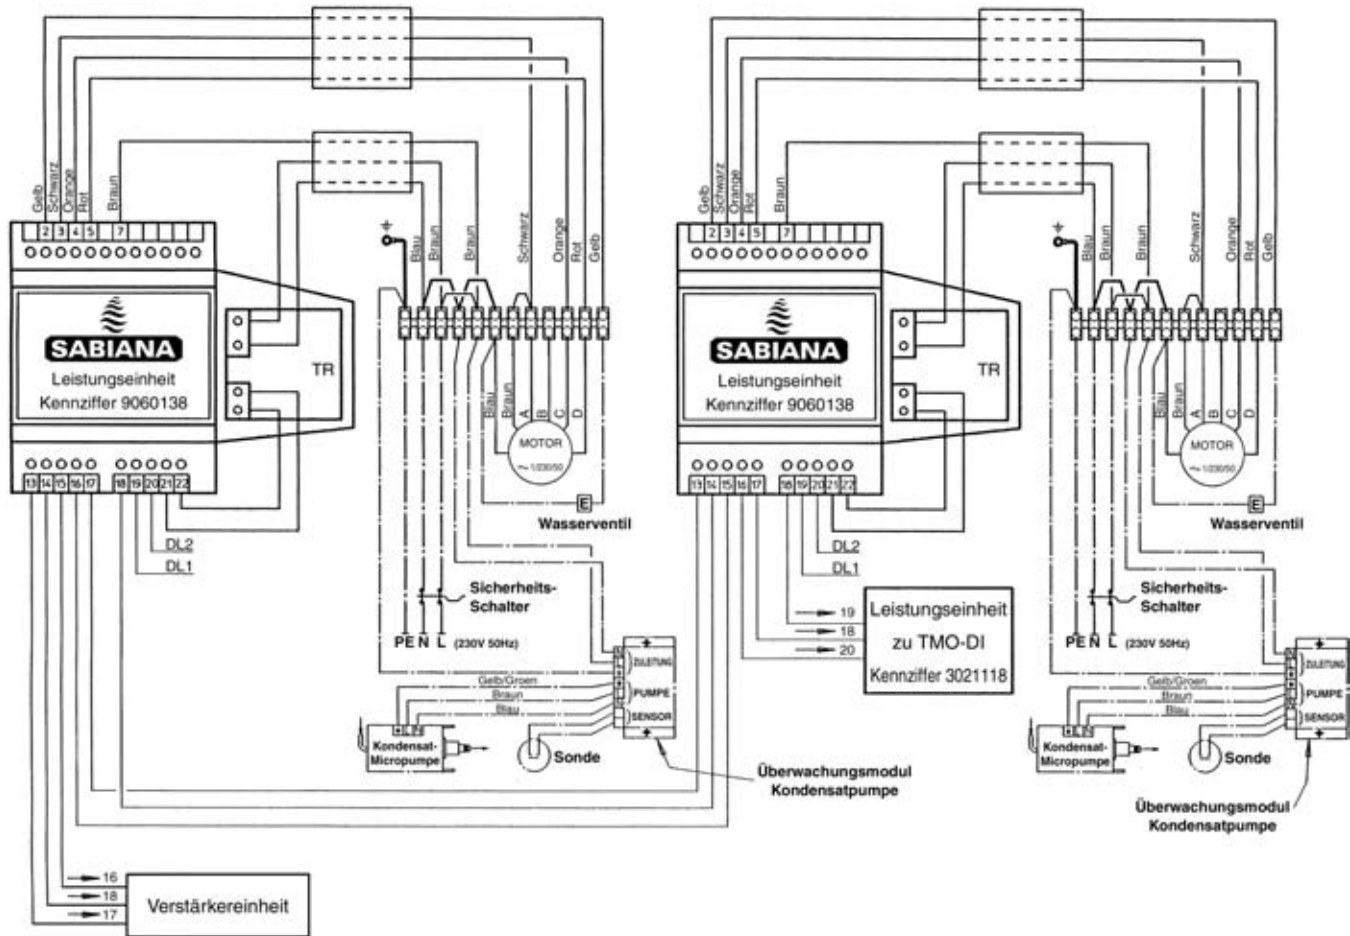 Gelb
Schwarz
Orange
Rot
Braun
2 3 4 5 7
Blau
Braun
Braun
Schwarz
Orange
Rot
Gelb
SABIANA
Leistungseinheit
Kennziffer 9060138
TR
13 14 15 16 17 18 19 20 21 22
DL2
DL1
Blau
Braun
A
B
C
D
MOTOR
~ 1/230/50
E
Wasserventil
Sicherheits-
Schalter
PE N L (230V 50Hz)
ZULEITUNG
PUMPE
SENSOR
Gelb/Groen
Braun
Blau
L N
Kondensat-
Micropumpe
Sonde
Überwachungsmodul
Kondensatpumpe
16
18
17
Verstärkereinheit
Gelb
Schwarz
Orange
Rot
Braun
2 3 4 5 7
Blau
Braun
Braun
Schwarz
Orange
Rot
Gelb
SABIANA
Leistungseinheit
Kennziffer 9060138
TR
13 14 15 16 17 18 19 20 21 22
DL2
DL1
19
18
20
Leistungseinheit
zu TMO-DI
Kennziffer 3021118
Blau
Braun
A
B
C
D
MOTOR
~ 1/230/50
E
Wasserventil
Sicherheits-
Schalter
PE N L (230V 50Hz)
ZULEITUNG
PUMPE
SENSOR
Gelb/Groen
Braun
Blau
L N
Kondensat-
Micropumpe
Sonde
Überwachungsmodul
Kondensatpumpe